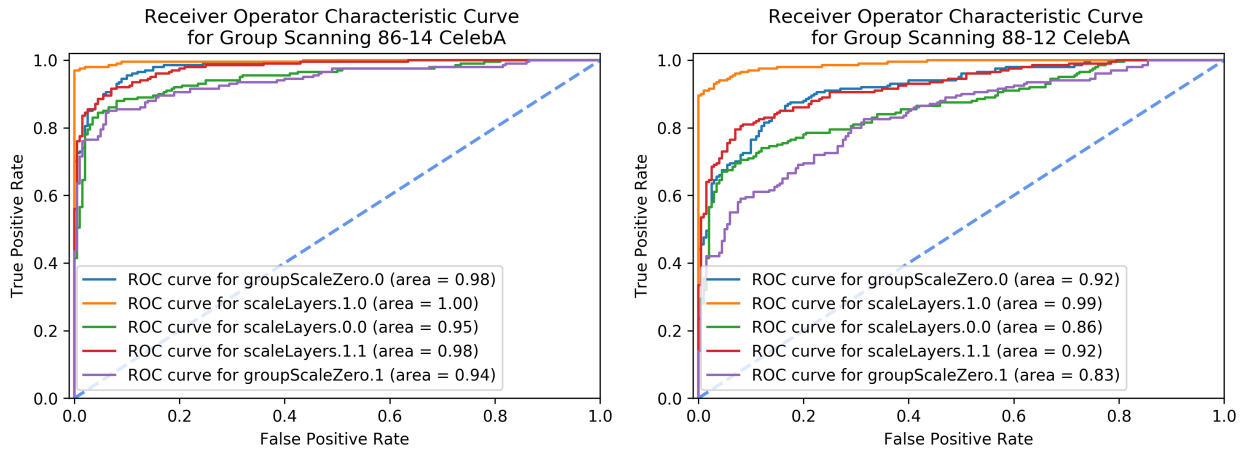 Receiver Operator Characteristic Curve
for Group Scanning 86-14 CelebA
True Positive Rate
1.0
0.8
0.6
0.4
0.2
0.0
ROC curve for groupScaleZero.0 (area = 0.98)
ROC curve for scaleLayers.1.0 (area = 1.00)
ROC curve for scaleLayers.0.0 (area = 0.95)
ROC curve for scaleLayers.1.1 (area = 0.98)
ROC curve for groupScaleZero.1 (area = 0.94)
0.0 0.2 0.4 0.6 0.8 1.0
False Positive Rate
Receiver Operator Characteristic Curve
for Group Scanning 88-12 CelebA
True Positive Rate
1.0
0.8
0.6
0.4
0.2
0.0
ROC curve for groupScaleZero.0 (area = 0.92)
ROC curve for scaleLayers.1.0 (area = 0.99)
ROC curve for scaleLayers.0.0 (area = 0.86)
ROC curve for scaleLayers.1.1 (area = 0.92)
ROC curve for groupScaleZero.1 (area = 0.83)
0.0 0.2 0.4 0.6 0.8 1.0
False Positive Rate